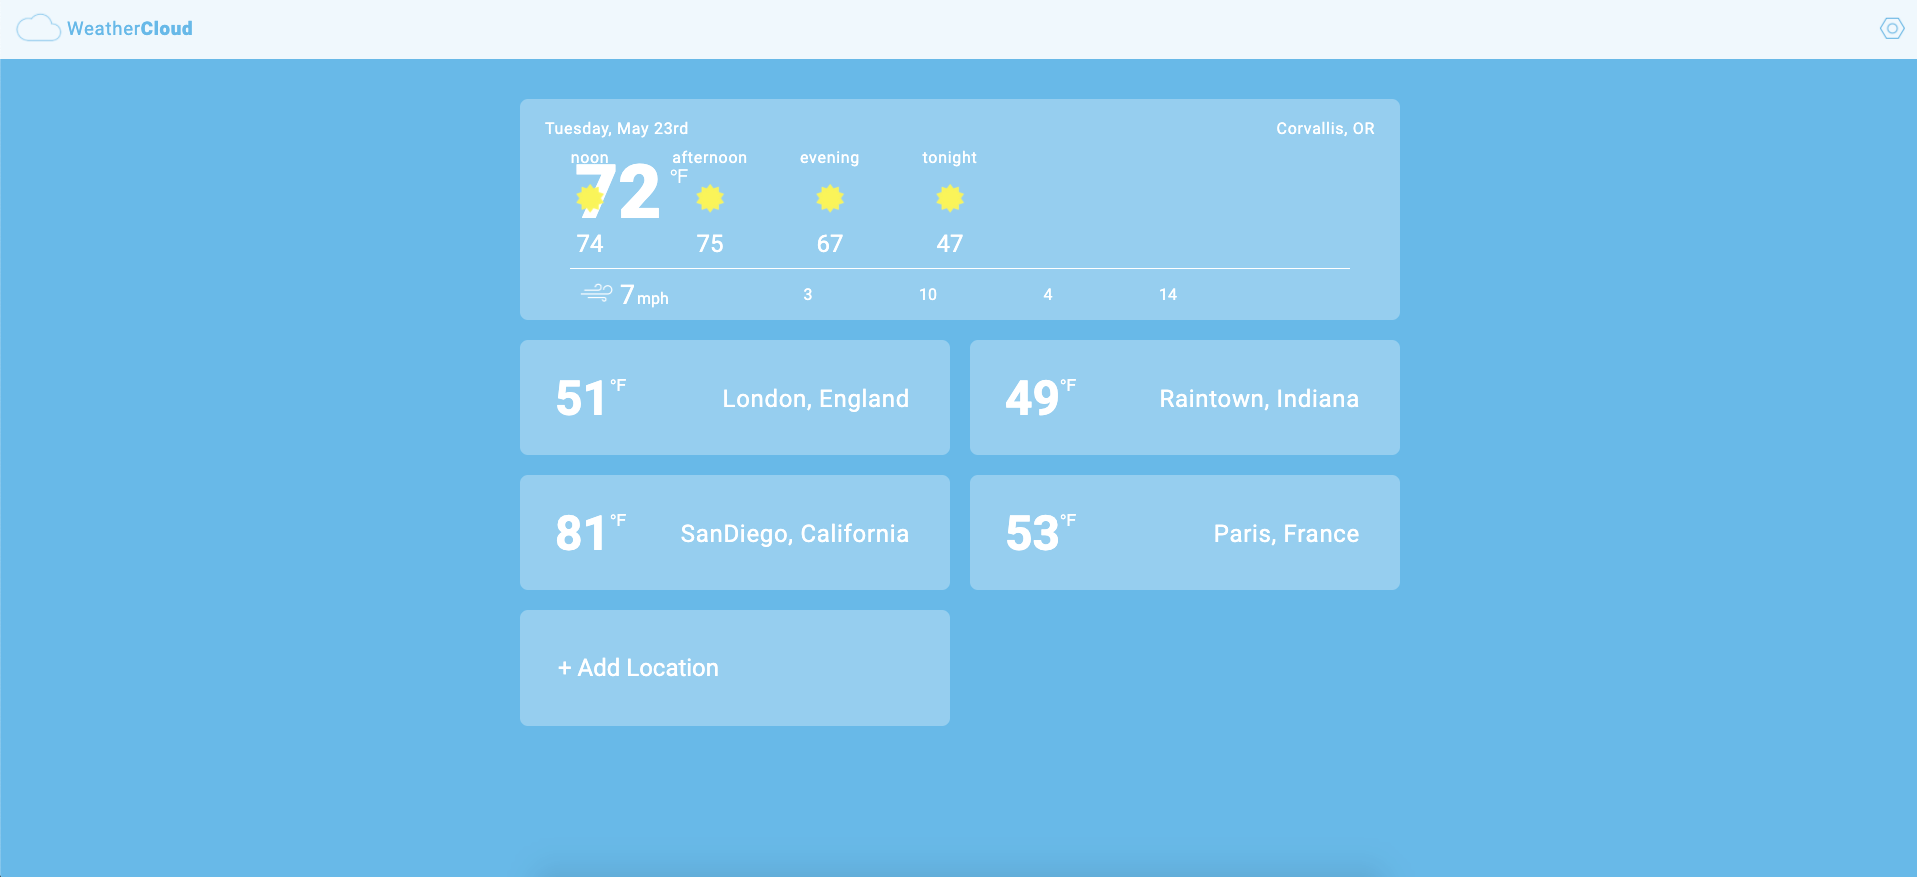 WeatherCloud
Tuesday, May 23rd
Corvallis, OR
noon afternoon evening tonight
72 °F
74 75 67 47
7 mph 3 10 4 14
51 °F London, England
49 °F Raintown, Indiana
81 °F SanDiego, California
53 °F Paris, France
+ Add Location